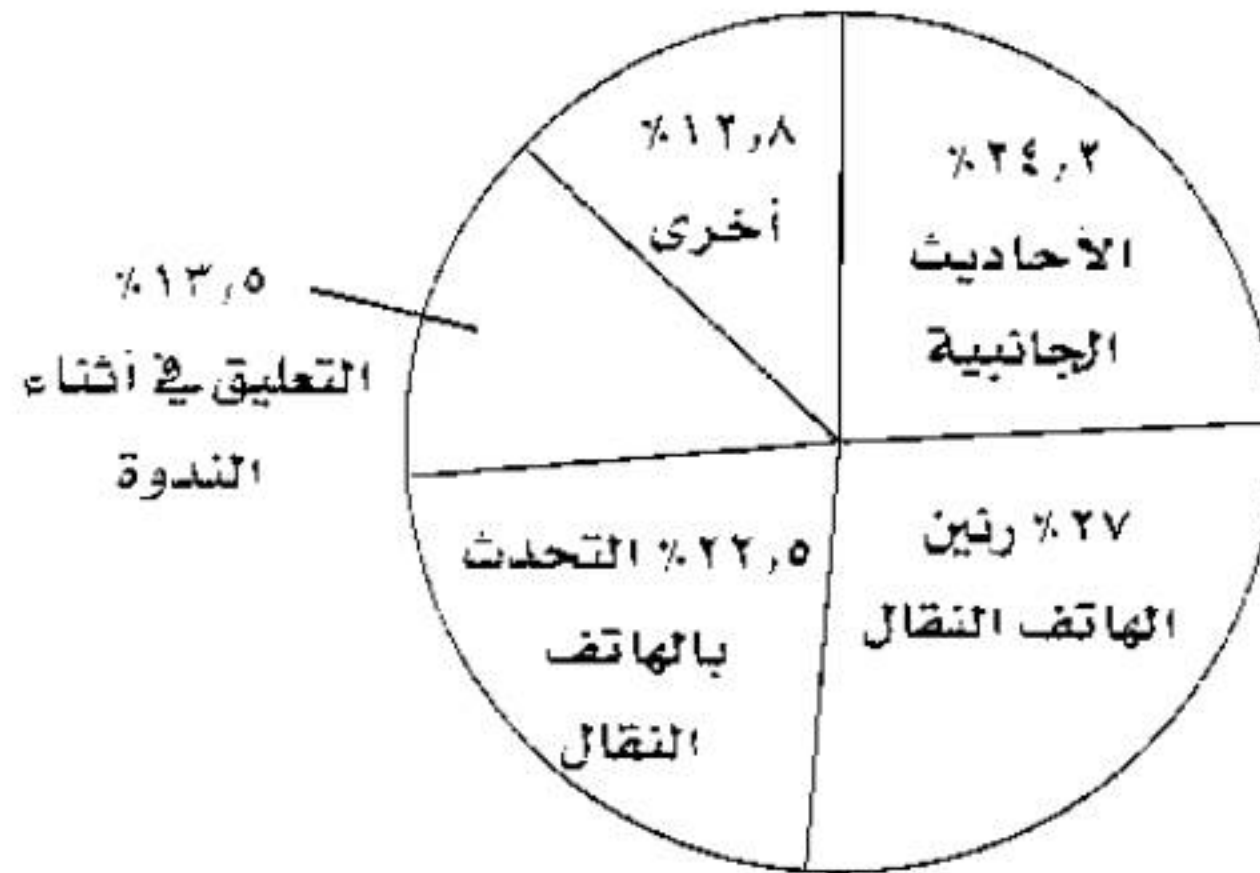 ٢٤,٢٪
الأحاديث
الجانبية
٢٧٪ رنين
الهاتف النقال
٢٢,٥٪ التحدث
بالهاتف
النقال
١٣,٥٪
التعليق في أثناء
الندوة
١٢,٨٪
أخرى